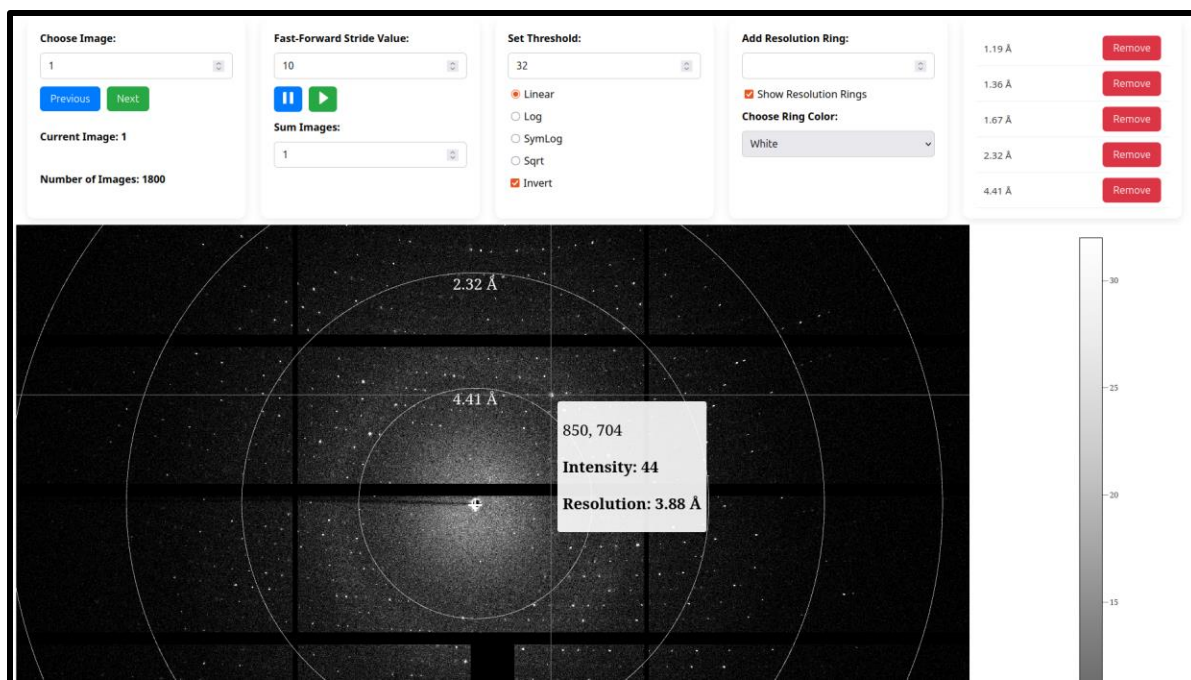 Choose Image:
1
Previous
Next
Current Image: 1
Number of Images: 1800
Fast-Forward Stride Value:
10
Sum Images:
1
Set Threshold:
32
Linear
Log
SymLog
Sqrt
Invert
Add Resolution Ring:
Show Resolution Rings
Choose Ring Color:
White
1.19 Å Remove
1.36 Å Remove
1.67 Å Remove
2.32 Å Remove
4.41 Å Remove
2.32 Å
4.41 Å
850, 704
Intensity: 44
Resolution: 3.88 Å
30
25
20
15